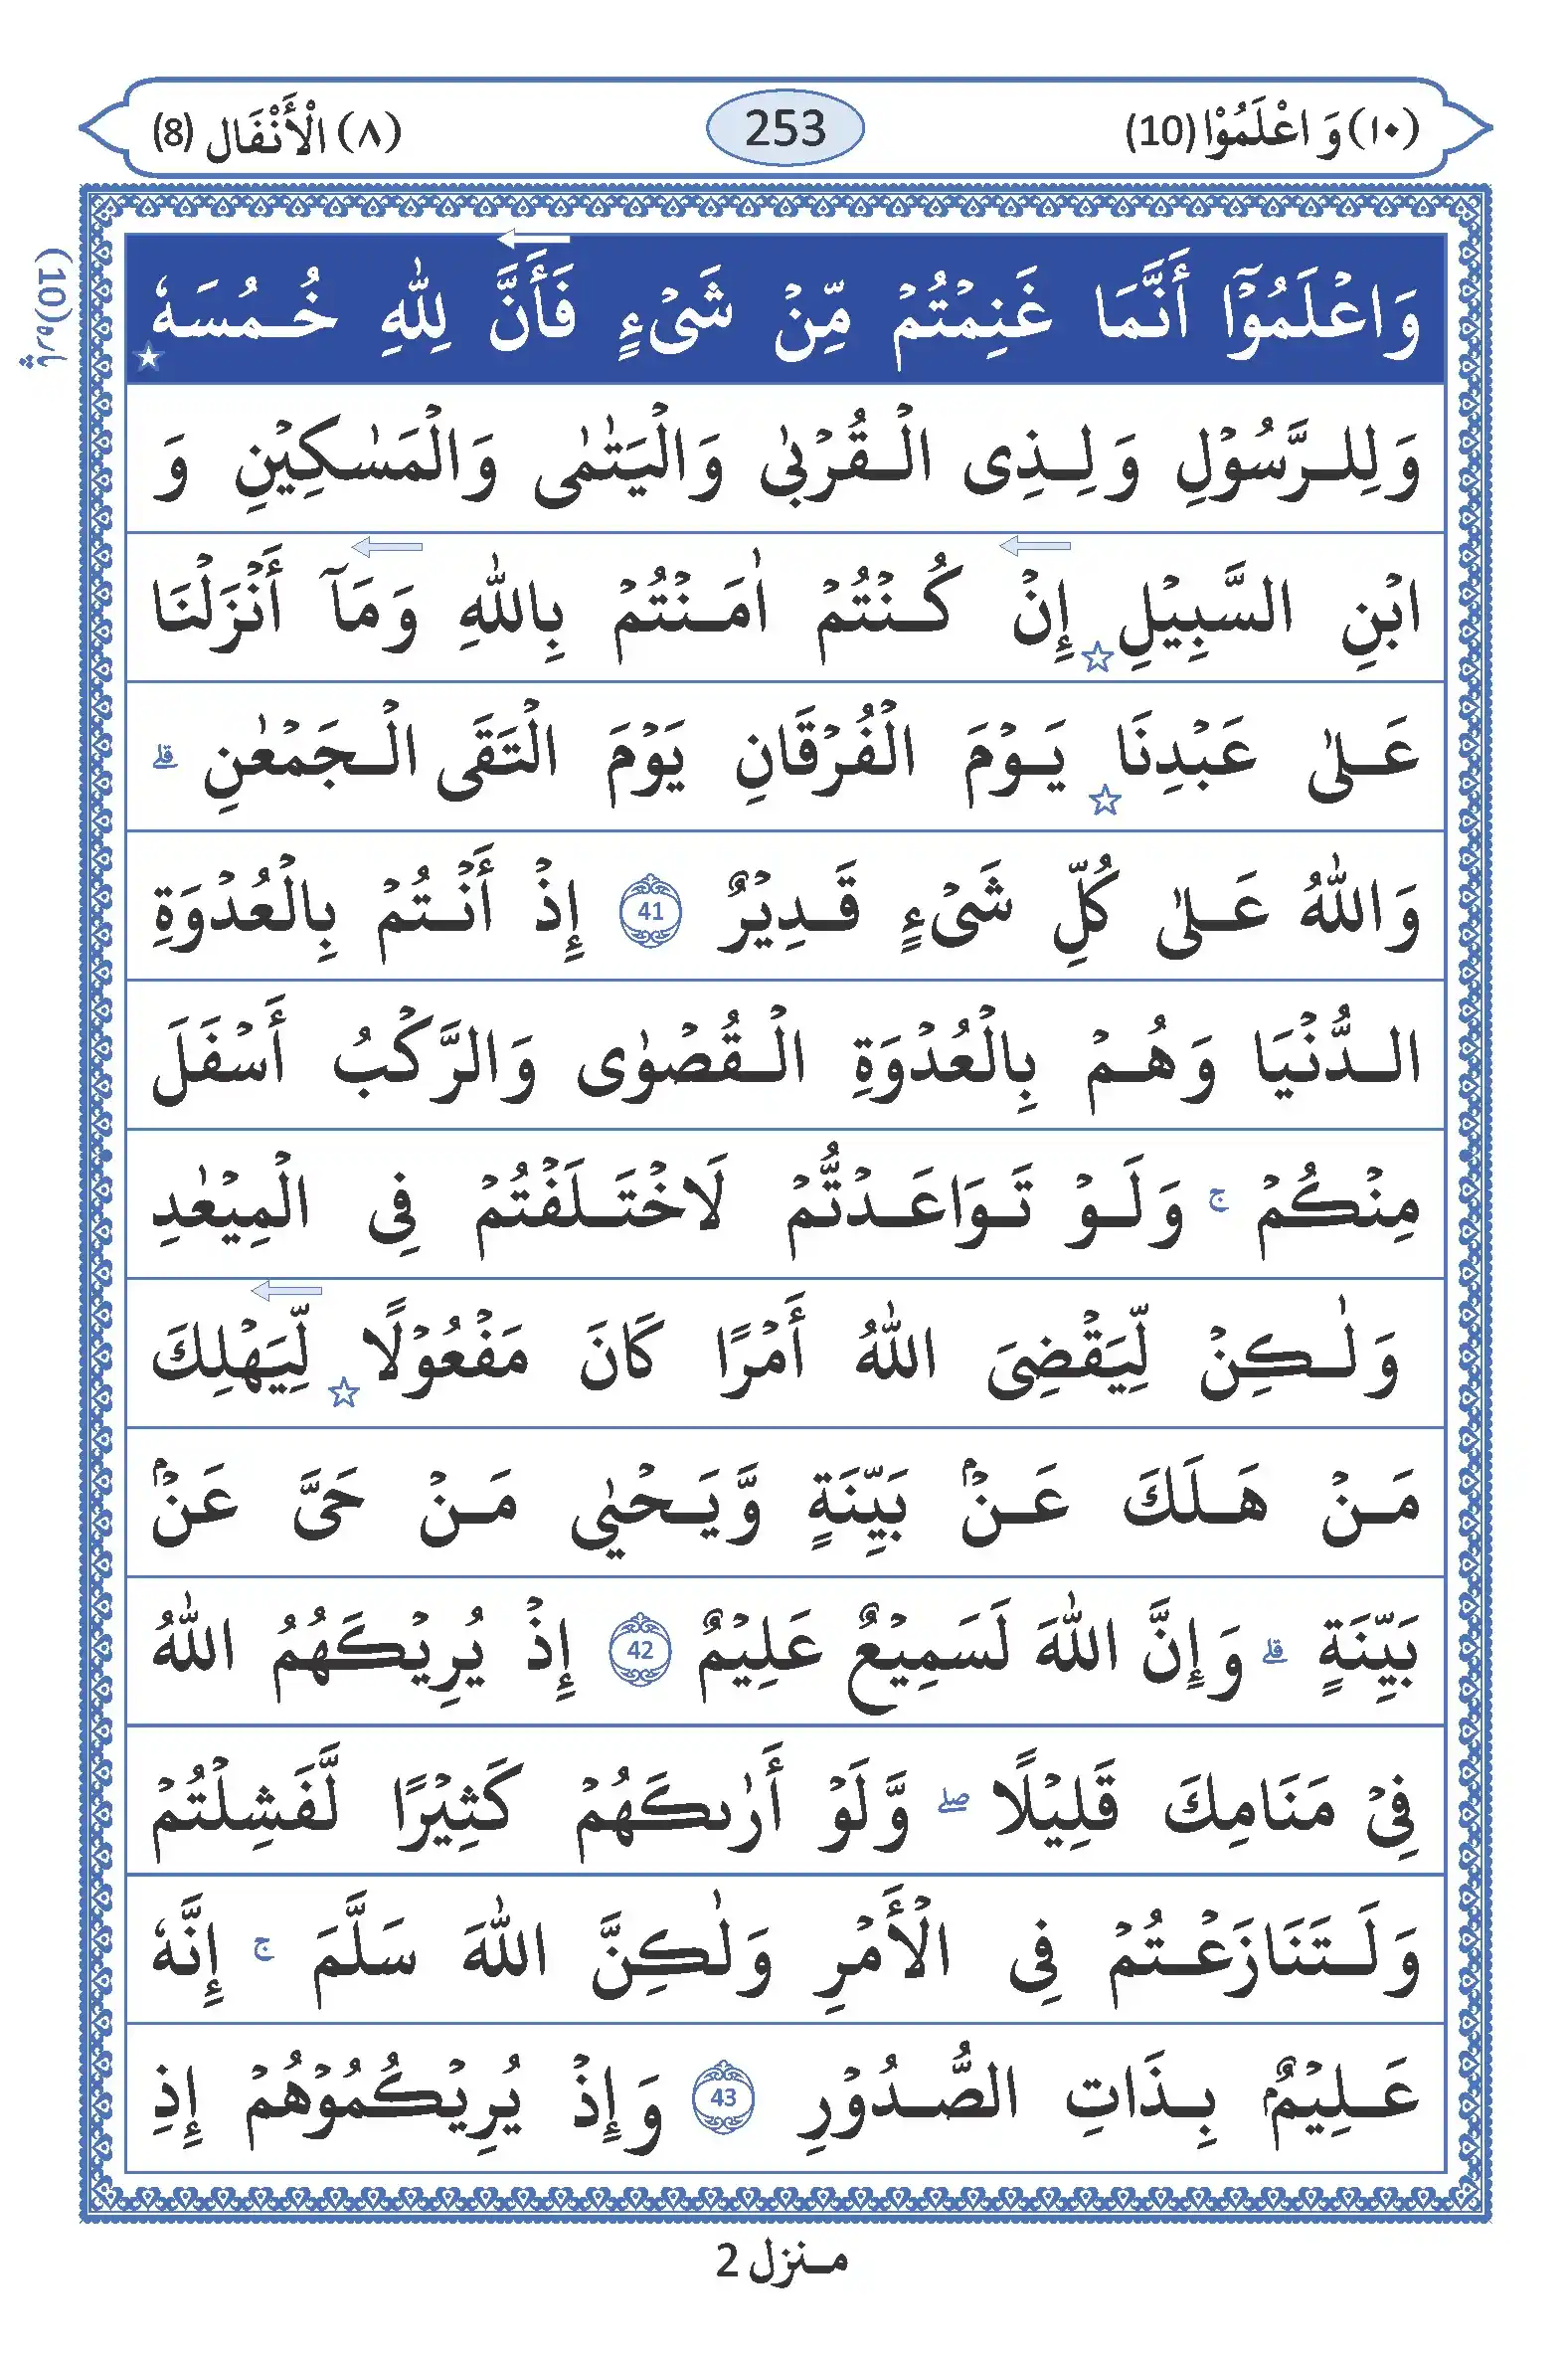 (١٠) وَ اعْلَمُوْا (10)
253
(٨) الْأَنْفَال (8)
پاره (10)
وَاعْلَمُوْٓا أَنَّمَا غَنِمْتُمْ مِّنْ شَیْءٍ فَأَنَّ لِلّٰهِ خُمُسَهٗ ☆
وَلِلرَّسُوْلِ وَلِذِی الْقُرْبٰی وَالْيَتٰمٰی وَالْمَسٰكِيْنِ وَ
ابْنِ السَّبِيْلِ ☆ إِنْ كُنْتُمْ اٰمَنْتُمْ بِاللّٰهِ وَمَآ أَنْزَلْنَا
عَلٰی عَبْدِنَا ☆ يَوْمَ الْفُرْقَانِ يَوْمَ الْتَقَی الْجَمْعٰنِ ۗ
وَاللّٰهُ عَلٰی كُلِّ شَیْءٍ قَدِيْرٌ 41 إِذْ أَنْتُمْ بِالْعُدْوَةِ
الدُّنْيَا وَهُمْ بِالْعُدْوَةِ الْقُصْوٰی وَالرَّكْبُ أَسْفَلَ
مِنْكُمْ ۚ وَلَوْ تَوَاعَدْتُّمْ لَاخْتَلَفْتُمْ فِی الْمِيْعٰدِ
وَلٰكِنْ لِّيَقْضِیَ اللّٰهُ أَمْرًا كَانَ مَفْعُوْلًا ☆ لِّيَهْلِكَ
مَنْ هَلَكَ عَنْۢ بَيِّنَةٍ وَّيَحْيٰی مَنْ حَیَّ عَنْۢ
بَيِّنَةٍ ۗ وَإِنَّ اللّٰهَ لَسَمِيْعٌ عَلِيْمٌ 42 إِذْ يُرِيْكَهُمُ اللّٰهُ
فِیْ مَنَامِكَ قَلِيْلًا ۖ وَّلَوْ أَرٰىكَهُمْ كَثِيْرًا لَّفَشِلْتُمْ
وَلَتَنَازَعْتُمْ فِی الْأَمْرِ وَلٰكِنَّ اللّٰهَ سَلَّمَ ۚ إِنَّهٗ
عَلِيْمٌۢ بِذَاتِ الصُّدُوْرِ 43 وَإِذْ يُرِيْكُمُوْهُمْ إِذِ
منزل 2